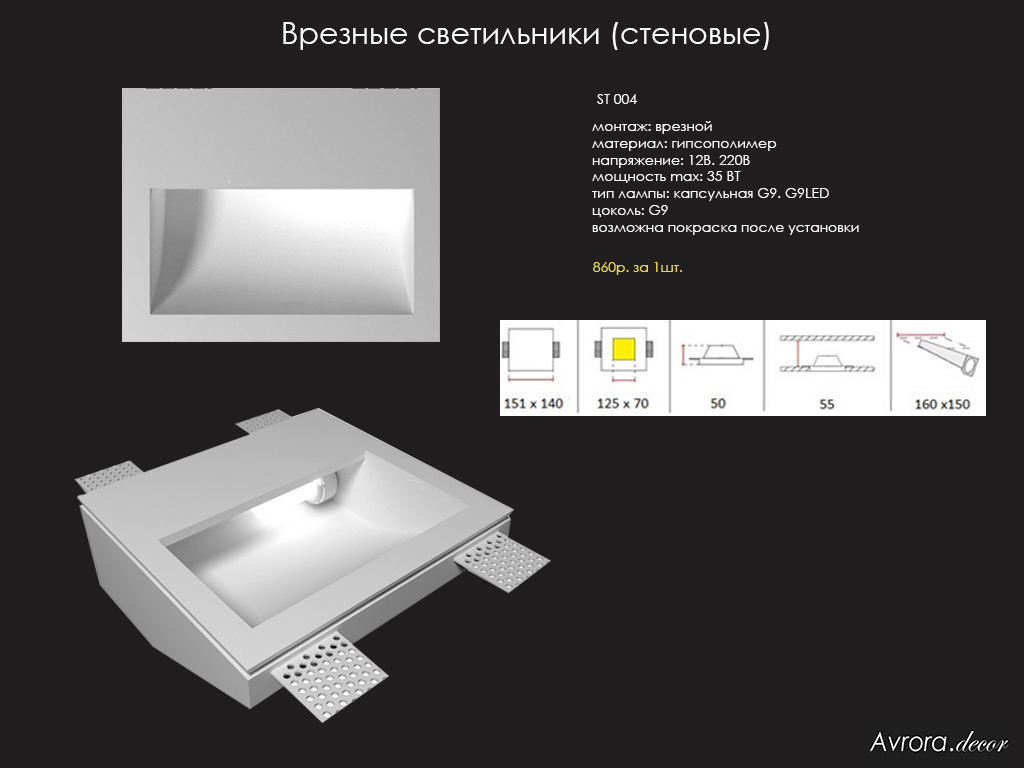 Врезные светильники (стеновые)
ST 004
монтаж: врезной
материал: гипсополимер
напряжение: 12В. 220В
мощность max: 35 ВТ
тип лампы: капсульная G9. G9LED
цоколь: G9
возможна покраска после установки
860р. за 1шт.
151 x 140 125 x 70 50 55 160 x150
Avrora.decor